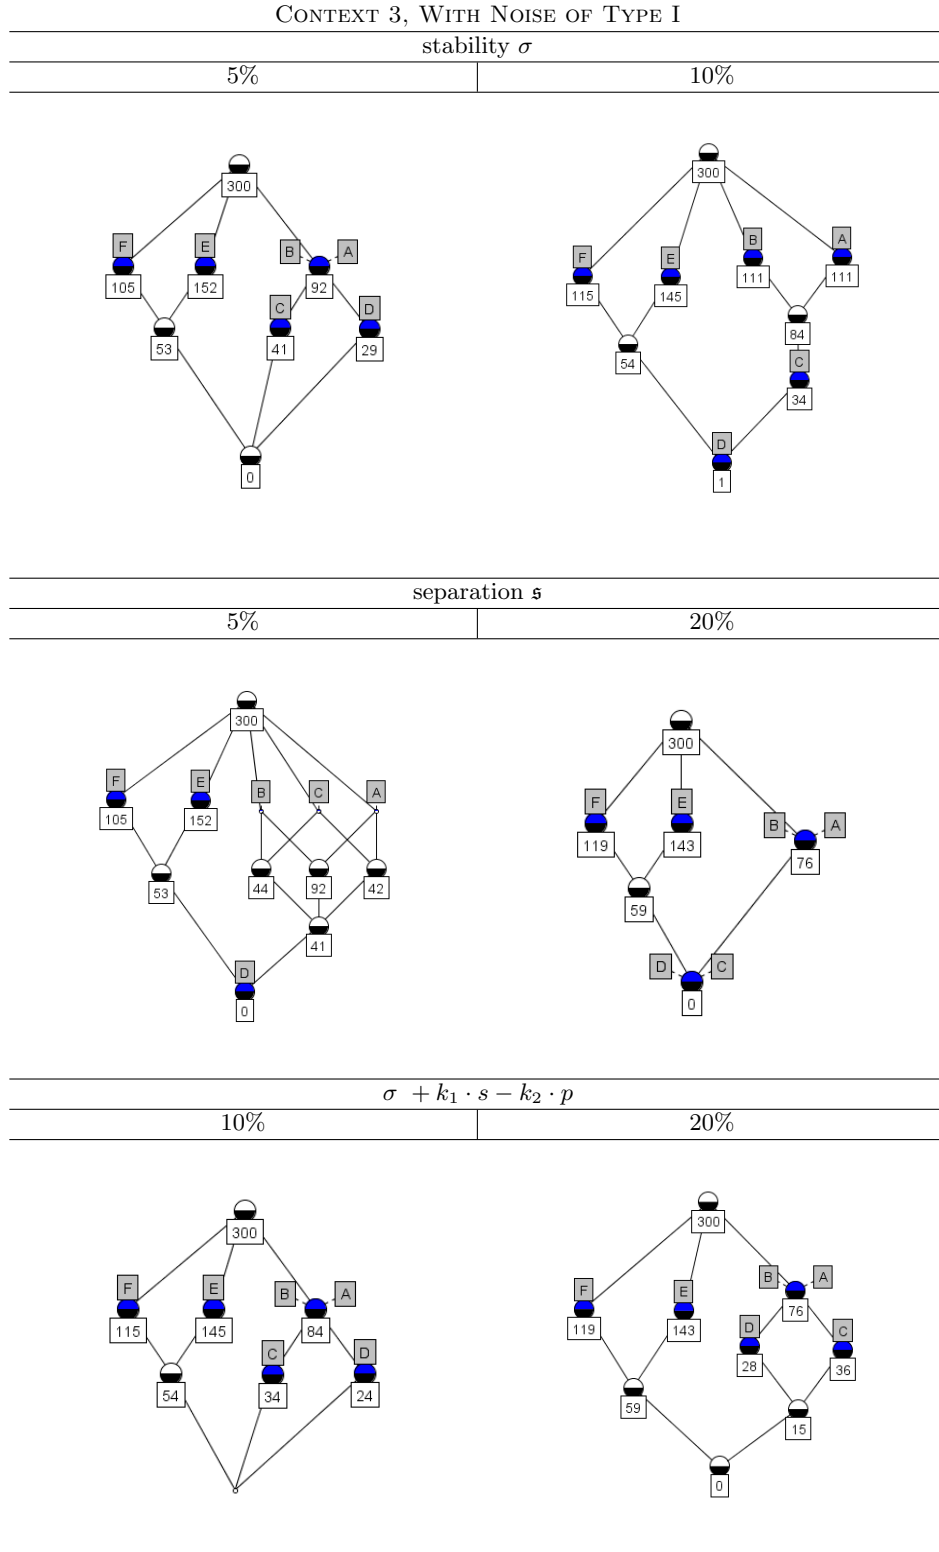 CONTEXT 3, WITH NOISE OF TYPE I
stability σ
5% 10%
300
F E B A
105 152 92
C D
53 41 29
0
300
F E B A
115 145 111 111
54 84
C
34
D
1
separation 𝔰
5% 20%
300
F E B C A
105 152
53 44 92 42
41
D
0
300
F E B A
119 143 76
59
D C
0
σ + k₁ · s − k₂ · p
10% 20%
300
F E B A
115 145 84
C D
54 34 24
300
F E B A
119 143 76
D C
28 36
59 15
0